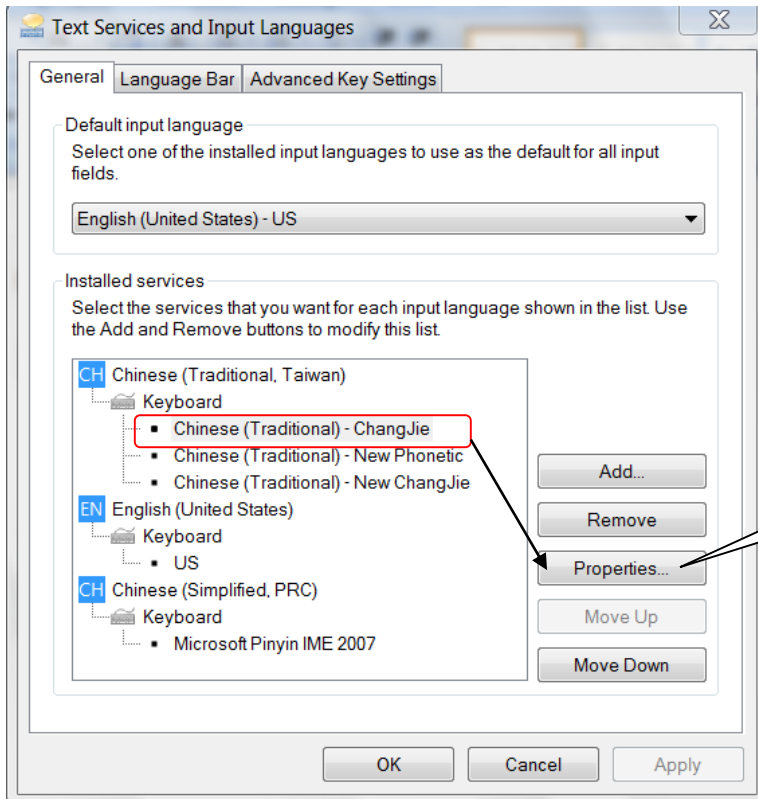 Text Services and Input Languages
General
Language Bar
Advanced Key Settings
Default input language
Select one of the installed input languages to use as the default for all input
fields.
English (United States) - US
Installed services
Select the services that you want for each input language shown in the list. Use
the Add and Remove buttons to modify this list.
CH Chinese (Traditional, Taiwan)
Keyboard
Chinese (Traditional) - ChangJie
Chinese (Traditional) - New Phonetic
Chinese (Traditional) - New ChangJie
EN English (United States)
Keyboard
US
CH Chinese (Simplified, PRC)
Keyboard
Microsoft Pinyin IME 2007
Add...
Remove
Properties...
Move Up
Move Down
OK
Cancel
Apply